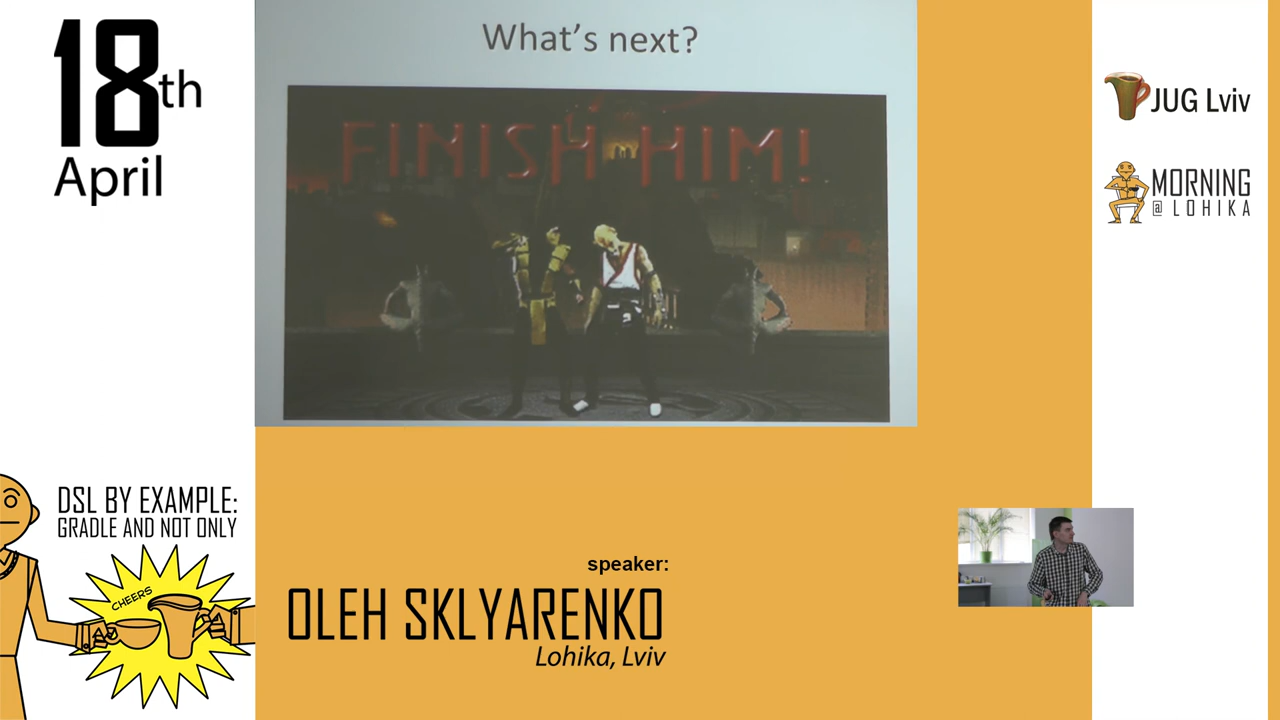 18th
April
What's next?
FINISH HIM!
JUG Lviv
MORNING
@ LOHIKA
DSL BY EXAMPLE:
GRADLE AND NOT ONLY
CHEERS
speaker:
OLEH SKLYARENKO
Lohika, Lviv